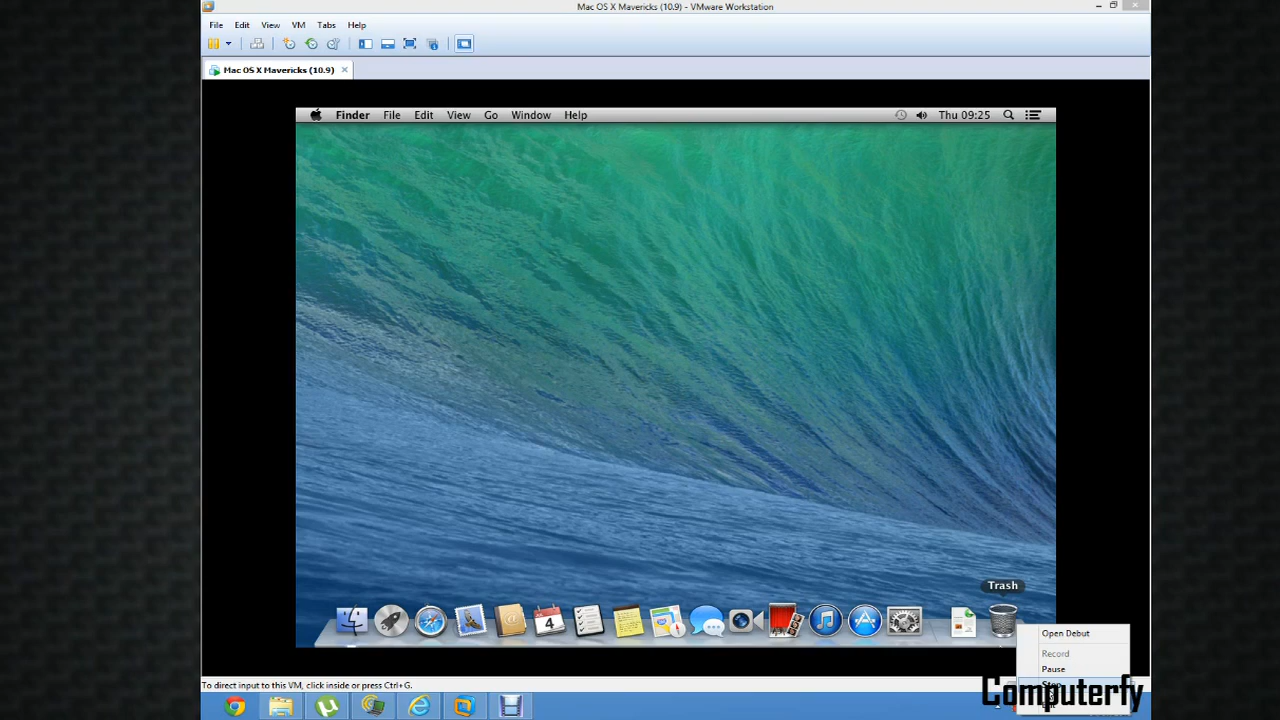 Mac OS X Mavericks (10.9) - VMware Workstation
File Edit View VM Tabs Help
Mac OS X Mavericks (10.9)
Finder File Edit View Go Window Help Thu 09:25
Trash
4
Open Debut
Record
Pause
Stop
To direct input to this VM, click inside or press Ctrl+G.
Computerfy